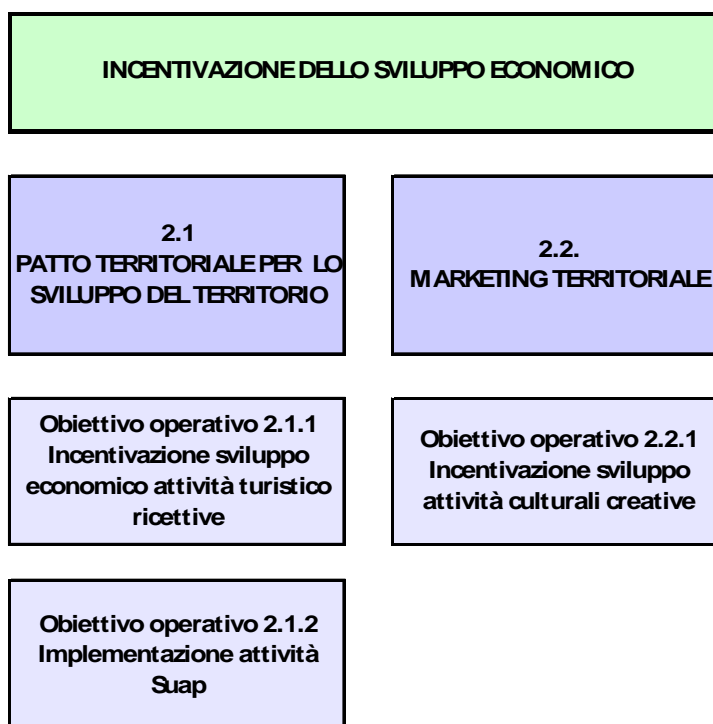 INCENTIVAZIONE DELLO SVILUPPO ECONOMICO
2.1
PATTO TERRITORIALE PER LO
SVILUPPO DEL TERRITORIO
2.2.
MARKETING TERRITORIALE
Obiettivo operativo 2.1.1
Incentivazione sviluppo
economico attività turistico
ricettive
Obiettivo operativo 2.2.1
Incentivazione sviluppo
attività culturali creative
Obiettivo operativo 2.1.2
Implementazione attività
Suap